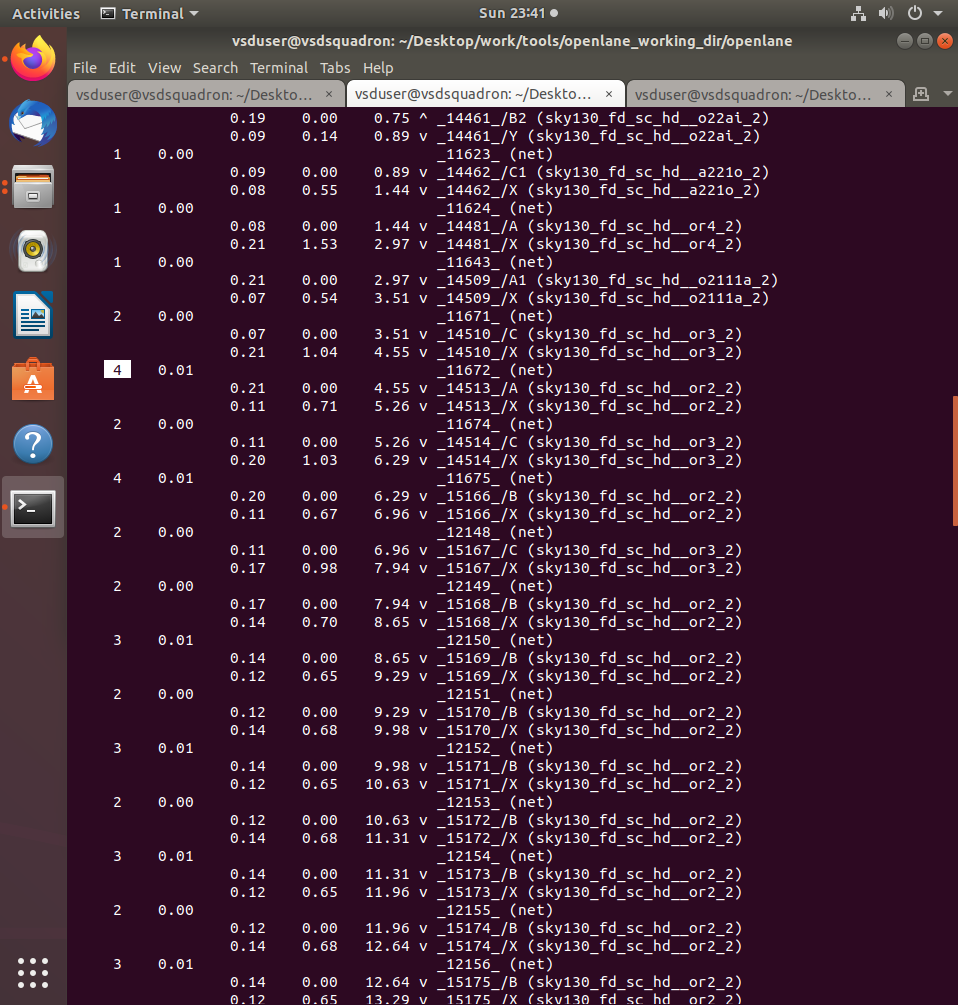 Activities Terminal Sun 23:41
vsduser@vsdsquadron: ~/Desktop/work/tools/openlane_working_dir/openlane
File Edit View Search Terminal Tabs Help
vsduser@vsdsquadron: ~/Deskto... × vsduser@vsdsquadron: ~/Deskto... × vsduser@vsdsquadron: ~/Deskto... ×
0.19 0.00 0.75 ^ _14461_/B2 (sky130_fd_sc_hd__o22ai_2)
0.09 0.14 0.89 v _14461_/Y (sky130_fd_sc_hd__o22ai_2)
1 0.00 _11623_ (net)
0.09 0.00 0.89 v _14462_/C1 (sky130_fd_sc_hd__a221o_2)
0.08 0.55 1.44 v _14462_/X (sky130_fd_sc_hd__a221o_2)
1 0.00 _11624_ (net)
0.08 0.00 1.44 v _14481_/A (sky130_fd_sc_hd__or4_2)
0.21 1.53 2.97 v _14481_/X (sky130_fd_sc_hd__or4_2)
1 0.00 _11643_ (net)
0.21 0.00 2.97 v _14509_/A1 (sky130_fd_sc_hd__o2111a_2)
0.07 0.54 3.51 v _14509_/X (sky130_fd_sc_hd__o2111a_2)
2 0.00 _11671_ (net)
0.07 0.00 3.51 v _14510_/C (sky130_fd_sc_hd__or3_2)
0.21 1.04 4.55 v _14510_/X (sky130_fd_sc_hd__or3_2)
4 0.01 _11672_ (net)
0.21 0.00 4.55 v _14513_/A (sky130_fd_sc_hd__or2_2)
0.11 0.71 5.26 v _14513_/X (sky130_fd_sc_hd__or2_2)
2 0.00 _11674_ (net)
0.11 0.00 5.26 v _14514_/C (sky130_fd_sc_hd__or3_2)
0.20 1.03 6.29 v _14514_/X (sky130_fd_sc_hd__or3_2)
4 0.01 _11675_ (net)
0.20 0.00 6.29 v _15166_/B (sky130_fd_sc_hd__or2_2)
0.11 0.67 6.96 v _15166_/X (sky130_fd_sc_hd__or2_2)
2 0.00 _12148_ (net)
0.11 0.00 6.96 v _15167_/C (sky130_fd_sc_hd__or3_2)
0.17 0.98 7.94 v _15167_/X (sky130_fd_sc_hd__or3_2)
2 0.00 _12149_ (net)
0.17 0.00 7.94 v _15168_/B (sky130_fd_sc_hd__or2_2)
0.14 0.70 8.65 v _15168_/X (sky130_fd_sc_hd__or2_2)
3 0.01 _12150_ (net)
0.14 0.00 8.65 v _15169_/B (sky130_fd_sc_hd__or2_2)
0.12 0.65 9.29 v _15169_/X (sky130_fd_sc_hd__or2_2)
2 0.00 _12151_ (net)
0.12 0.00 9.29 v _15170_/B (sky130_fd_sc_hd__or2_2)
0.14 0.68 9.98 v _15170_/X (sky130_fd_sc_hd__or2_2)
3 0.01 _12152_ (net)
0.14 0.00 9.98 v _15171_/B (sky130_fd_sc_hd__or2_2)
0.12 0.65 10.63 v _15171_/X (sky130_fd_sc_hd__or2_2)
2 0.00 _12153_ (net)
0.12 0.00 10.63 v _15172_/B (sky130_fd_sc_hd__or2_2)
0.14 0.68 11.31 v _15172_/X (sky130_fd_sc_hd__or2_2)
3 0.01 _12154_ (net)
0.14 0.00 11.31 v _15173_/B (sky130_fd_sc_hd__or2_2)
0.12 0.65 11.96 v _15173_/X (sky130_fd_sc_hd__or2_2)
2 0.00 _12155_ (net)
0.12 0.00 11.96 v _15174_/B (sky130_fd_sc_hd__or2_2)
0.14 0.68 12.64 v _15174_/X (sky130_fd_sc_hd__or2_2)
3 0.01 _12156_ (net)
0.14 0.00 12.64 v _15175_/B (sky130_fd_sc_hd__or2_2)
0.12 0.65 13.29 v _15175_/X (sky130_fd_sc_hd__or2_2)